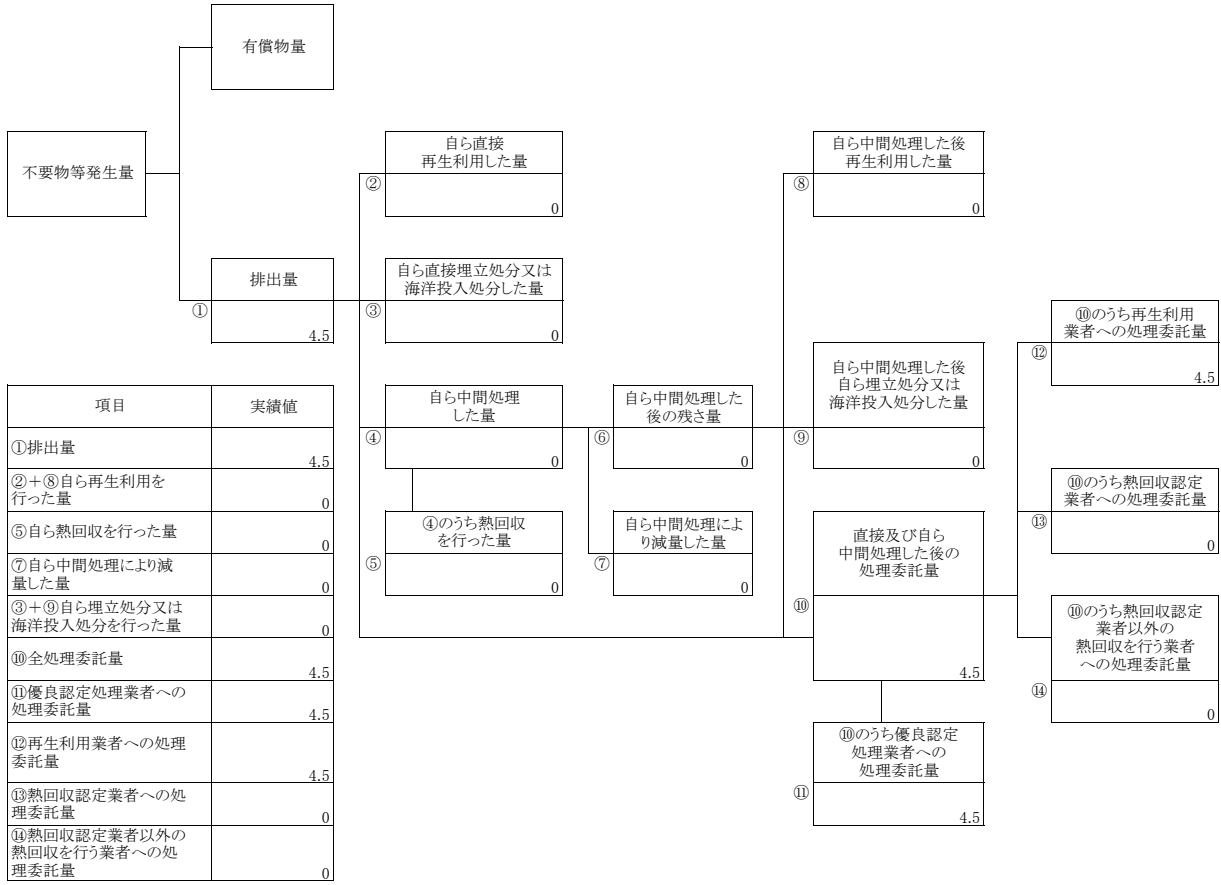 有償物量
不要物等発生量
自ら直接
再生利用した量
②
0
自ら中間処理した後
再生利用した量
⑧
0
排出量
①
4.5
自ら直接埋立処分又は
海洋投入処分した量
③
0
⑩のうち再生利用
業者への処理委託量
⑫
4.5
自ら中間処理
した量
④
0
自ら中間処理した
後の残さ量
⑥
0
自ら中間処理した後
自ら埋立処分又は
海洋投入処分した量
⑨
0
④のうち熱回収
を行った量
⑤
0
自ら中間処理によ
り減量した量
⑦
0
直接及び自ら
中間処理した後の
処理委託量
⑩
4.5
⑩のうち熱回収認定
業者への処理委託量
⑬
0
⑩のうち熱回収認定
業者以外の
熱回収を行う業者
への処理委託量
⑭
0
⑩のうち優良認定
処理業者への
処理委託量
⑪
4.5
項目 実績値
①排出量
4.5
②＋⑧自ら再生利用を
行った量
0
⑤自ら熱回収を行った量
0
⑦自ら中間処理により減
量した量
0
③＋⑨自ら埋立処分又は
海洋投入処分を行った量
0
⑩全処理委託量
4.5
⑪優良認定処理業者への
処理委託量
4.5
⑫再生利用業者への処理
委託量
4.5
⑬熱回収認定業者への処
理委託量
0
⑭熱回収認定業者以外の
熱回収を行う業者への処
理委託量
0